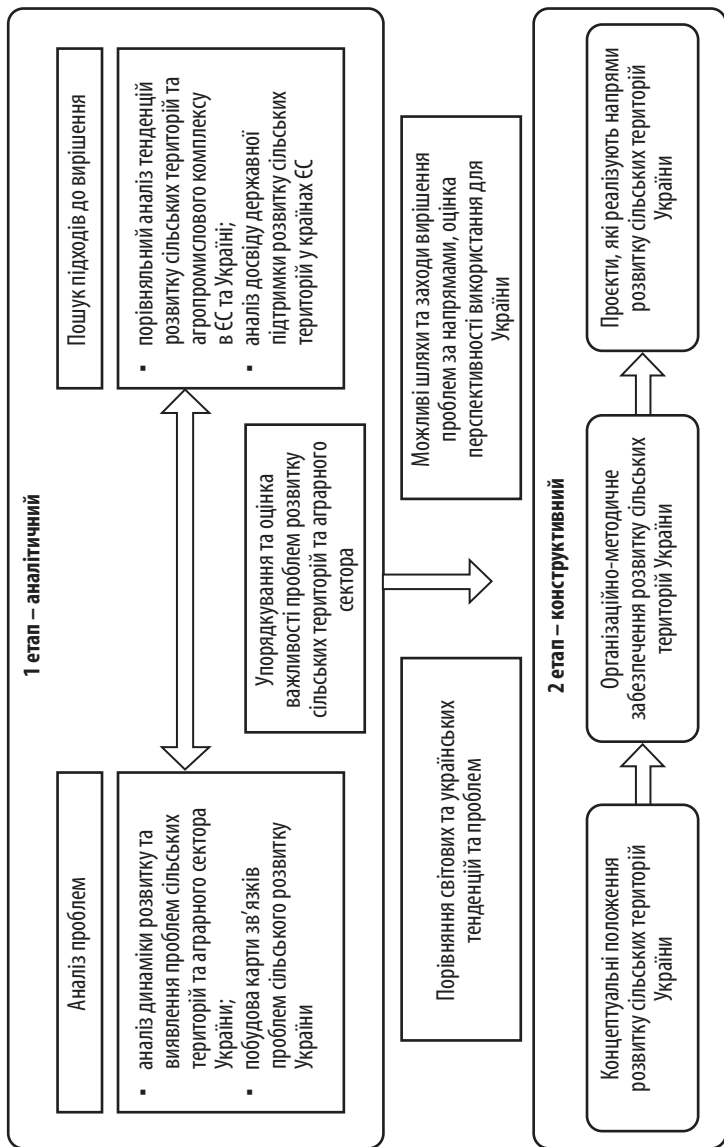 1 етап – аналітичний
Аналіз проблем
▪ аналіз динаміки розвитку та
виявлення проблем сільських
територій та аграрного сектора
України;
▪ побудова карти зв’язків
проблем сільського розвитку
України
Пошук підходів до вирішення
▪ порівняльний аналіз тенденцій
розвитку сільських територій та
агропромислового комплексу
в ЄС та Україні;
▪ аналіз досвіду державної
підтримки розвитку сільських
територій у країнах ЄС
Упорядкування та оцінка
важливості проблем розвитку
сільських територій та аграрного
сектора
Порівняння світових та українських
тенденцій та проблем
Можливі шляхи та заходи вирішення
проблем за напрямами, оцінка
перспективності використання для
України
2 етап – конструктивний
Концептуальні положення
розвитку сільських територій
України
Організаційно-методичне
забезпечення розвитку сільських
територій України
Проєкти, які реалізують напрями
розвитку сільських територій
України